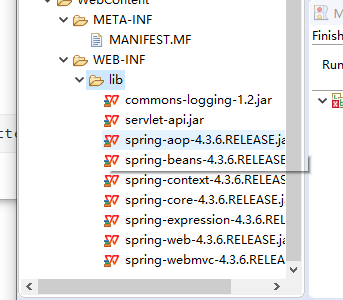 WebContent
META-INF
MANIFEST.MF
WEB-INF
lib
commons-logging-1.2.jar
servlet-api.jar
spring-aop-4.3.6.RELEASE.ja
spring-beans-4.3.6.RELEASE
spring-context-4.3.6.RELEAS
spring-core-4.3.6.RELEASE.j
spring-expression-4.3.6.REL
spring-web-4.3.6.RELEASE.ja
spring-webmvc-4.3.6.RELEA
Finish
Run